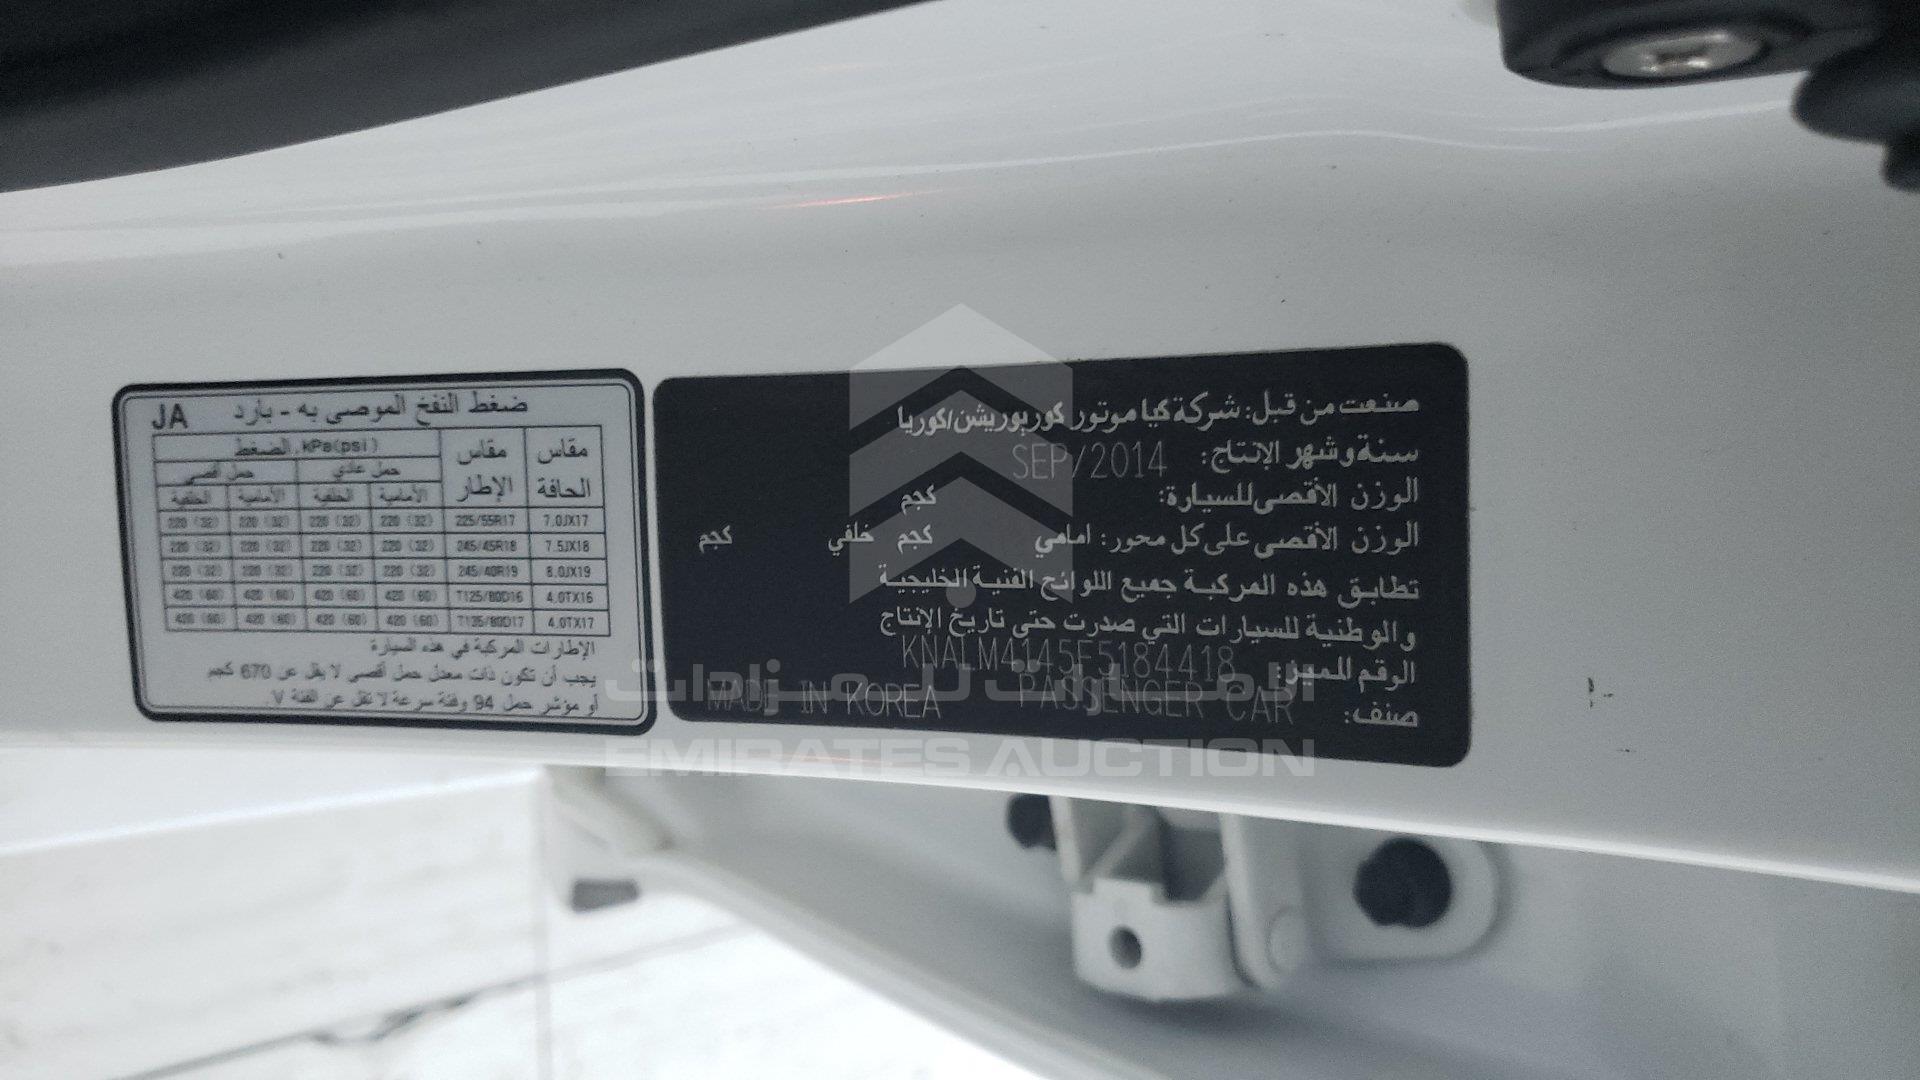 صنعت من قبل: شركة كيا موتور كوربوريشن/كوريا
سنة وشهر الإنتاج: SEP/2014
الوزن الأقصى للسيارة: كجم
الوزن الأقصى على كل محور: امامي كجم خلفي كجم
تطابق هذه المركبة جميع اللوائح الفنية الخليجية
والوطنية للسيارات التي صدرت حتى تاريخ الإنتاج
الرقم المميز: KNALM4145E5184418
صنف: PASSENGER CAR MADE IN KOREA
ضغط النفخ الموصى به - بارد JA
مقاس الحافة مقاس الإطار الضغط، kPa(psi)
حمل عادي حمل أقصى
الأمامية الخلفية الأمامية الخلفية
7.0JX17 225/55R17 220 (32) 220 (32) 220 (32) 220 (32)
7.5JX18 245/45R18 220 (32) 220 (32) 220 (32) 220 (32)
8.0JX19 245/40R19 220 (32) 220 (32) 220 (32) 220 (32)
4.0TX16 T125/80D16 420 (60) 420 (60) 420 (60) 420 (60)
4.0TX17 T135/80D17 420 (60) 420 (60) 420 (60) 420 (60)
الإطارات المركبة في هذه السيارة
يجب أن تكون ذات معدل حمل أقصى لا يقل عن 670 كجم
أو مؤشر حمل 94 وفئة سرعة لا تقل عن الفئة V.
الإمارات للمزادات
EMIRATES AUCTION